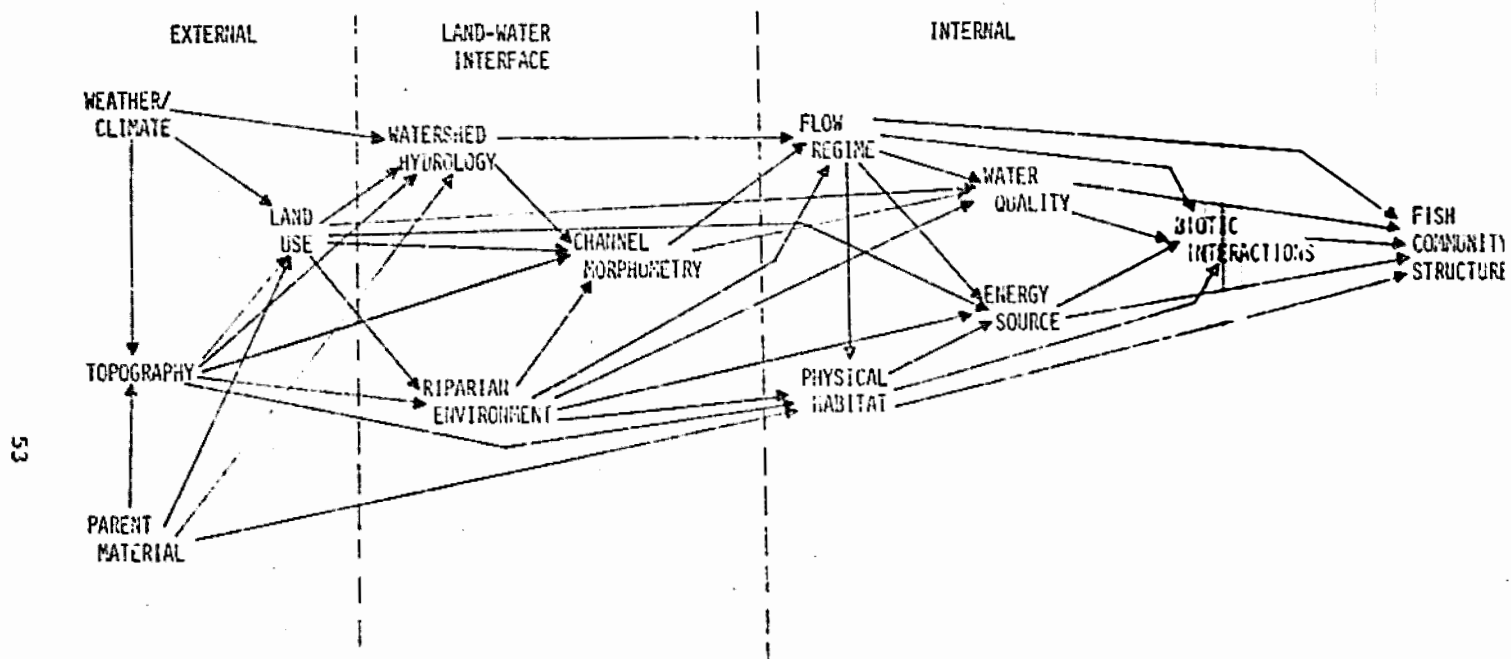 EXTERNAL
LAND-WATER
INTERFACE
INTERNAL
WEATHER/
CLIMATE
WATERSHED
HYDROLOGY
FLOW
REGIME
WATER
QUALITY
LAND
USE
CHANNEL
MORPHOMETRY
BIOTIC
INTERACTIONS
FISH
COMMUNITY
STRUCTURE
ENERGY
SOURCE
TOPOGRAPHY
RIPARIAN
ENVIRONMENT
PHYSICAL
HABITAT
PARENT
MATERIAL
53